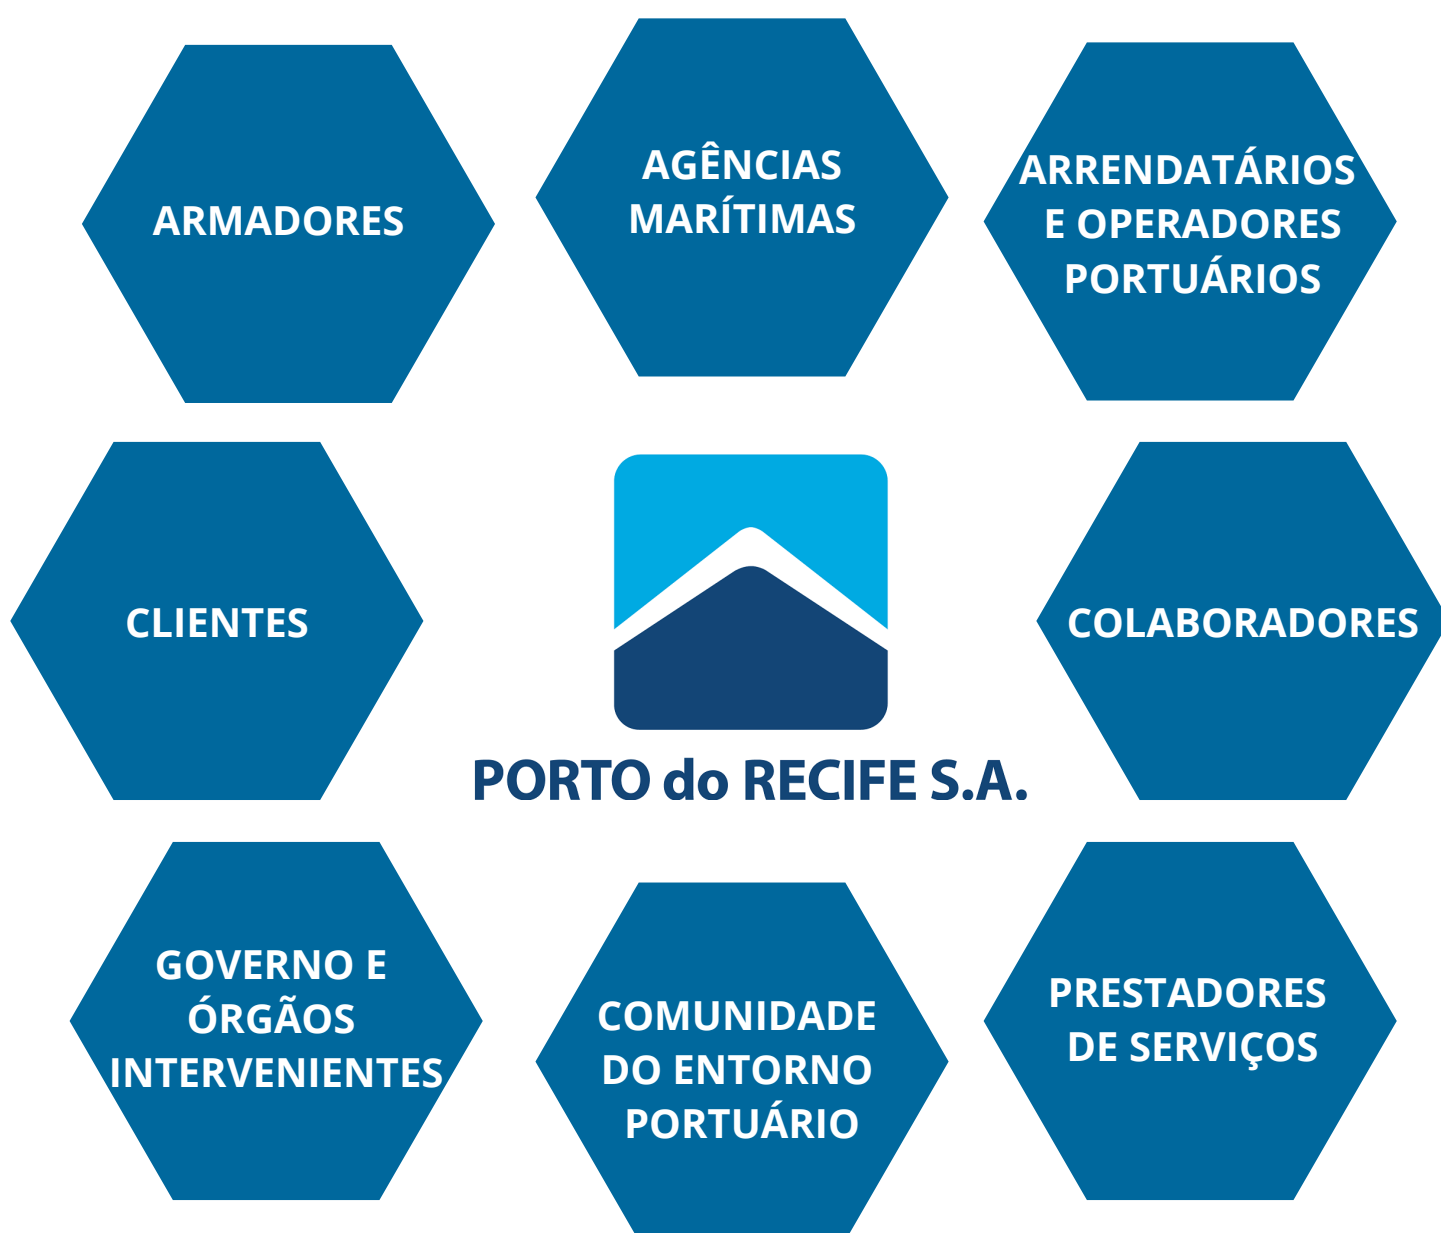 ARMADORES
AGÊNCIAS
MARÍTIMAS
ARRENDATÁRIOS
E OPERADORES
PORTUÁRIOS
CLIENTES
PORTO do RECIFE S.A.
COLABORADORES
GOVERNO E
ÓRGÃOS
INTERVENIENTES
COMUNIDADE
DO ENTORNO
PORTUÁRIO
PRESTADORES
DE SERVIÇOS